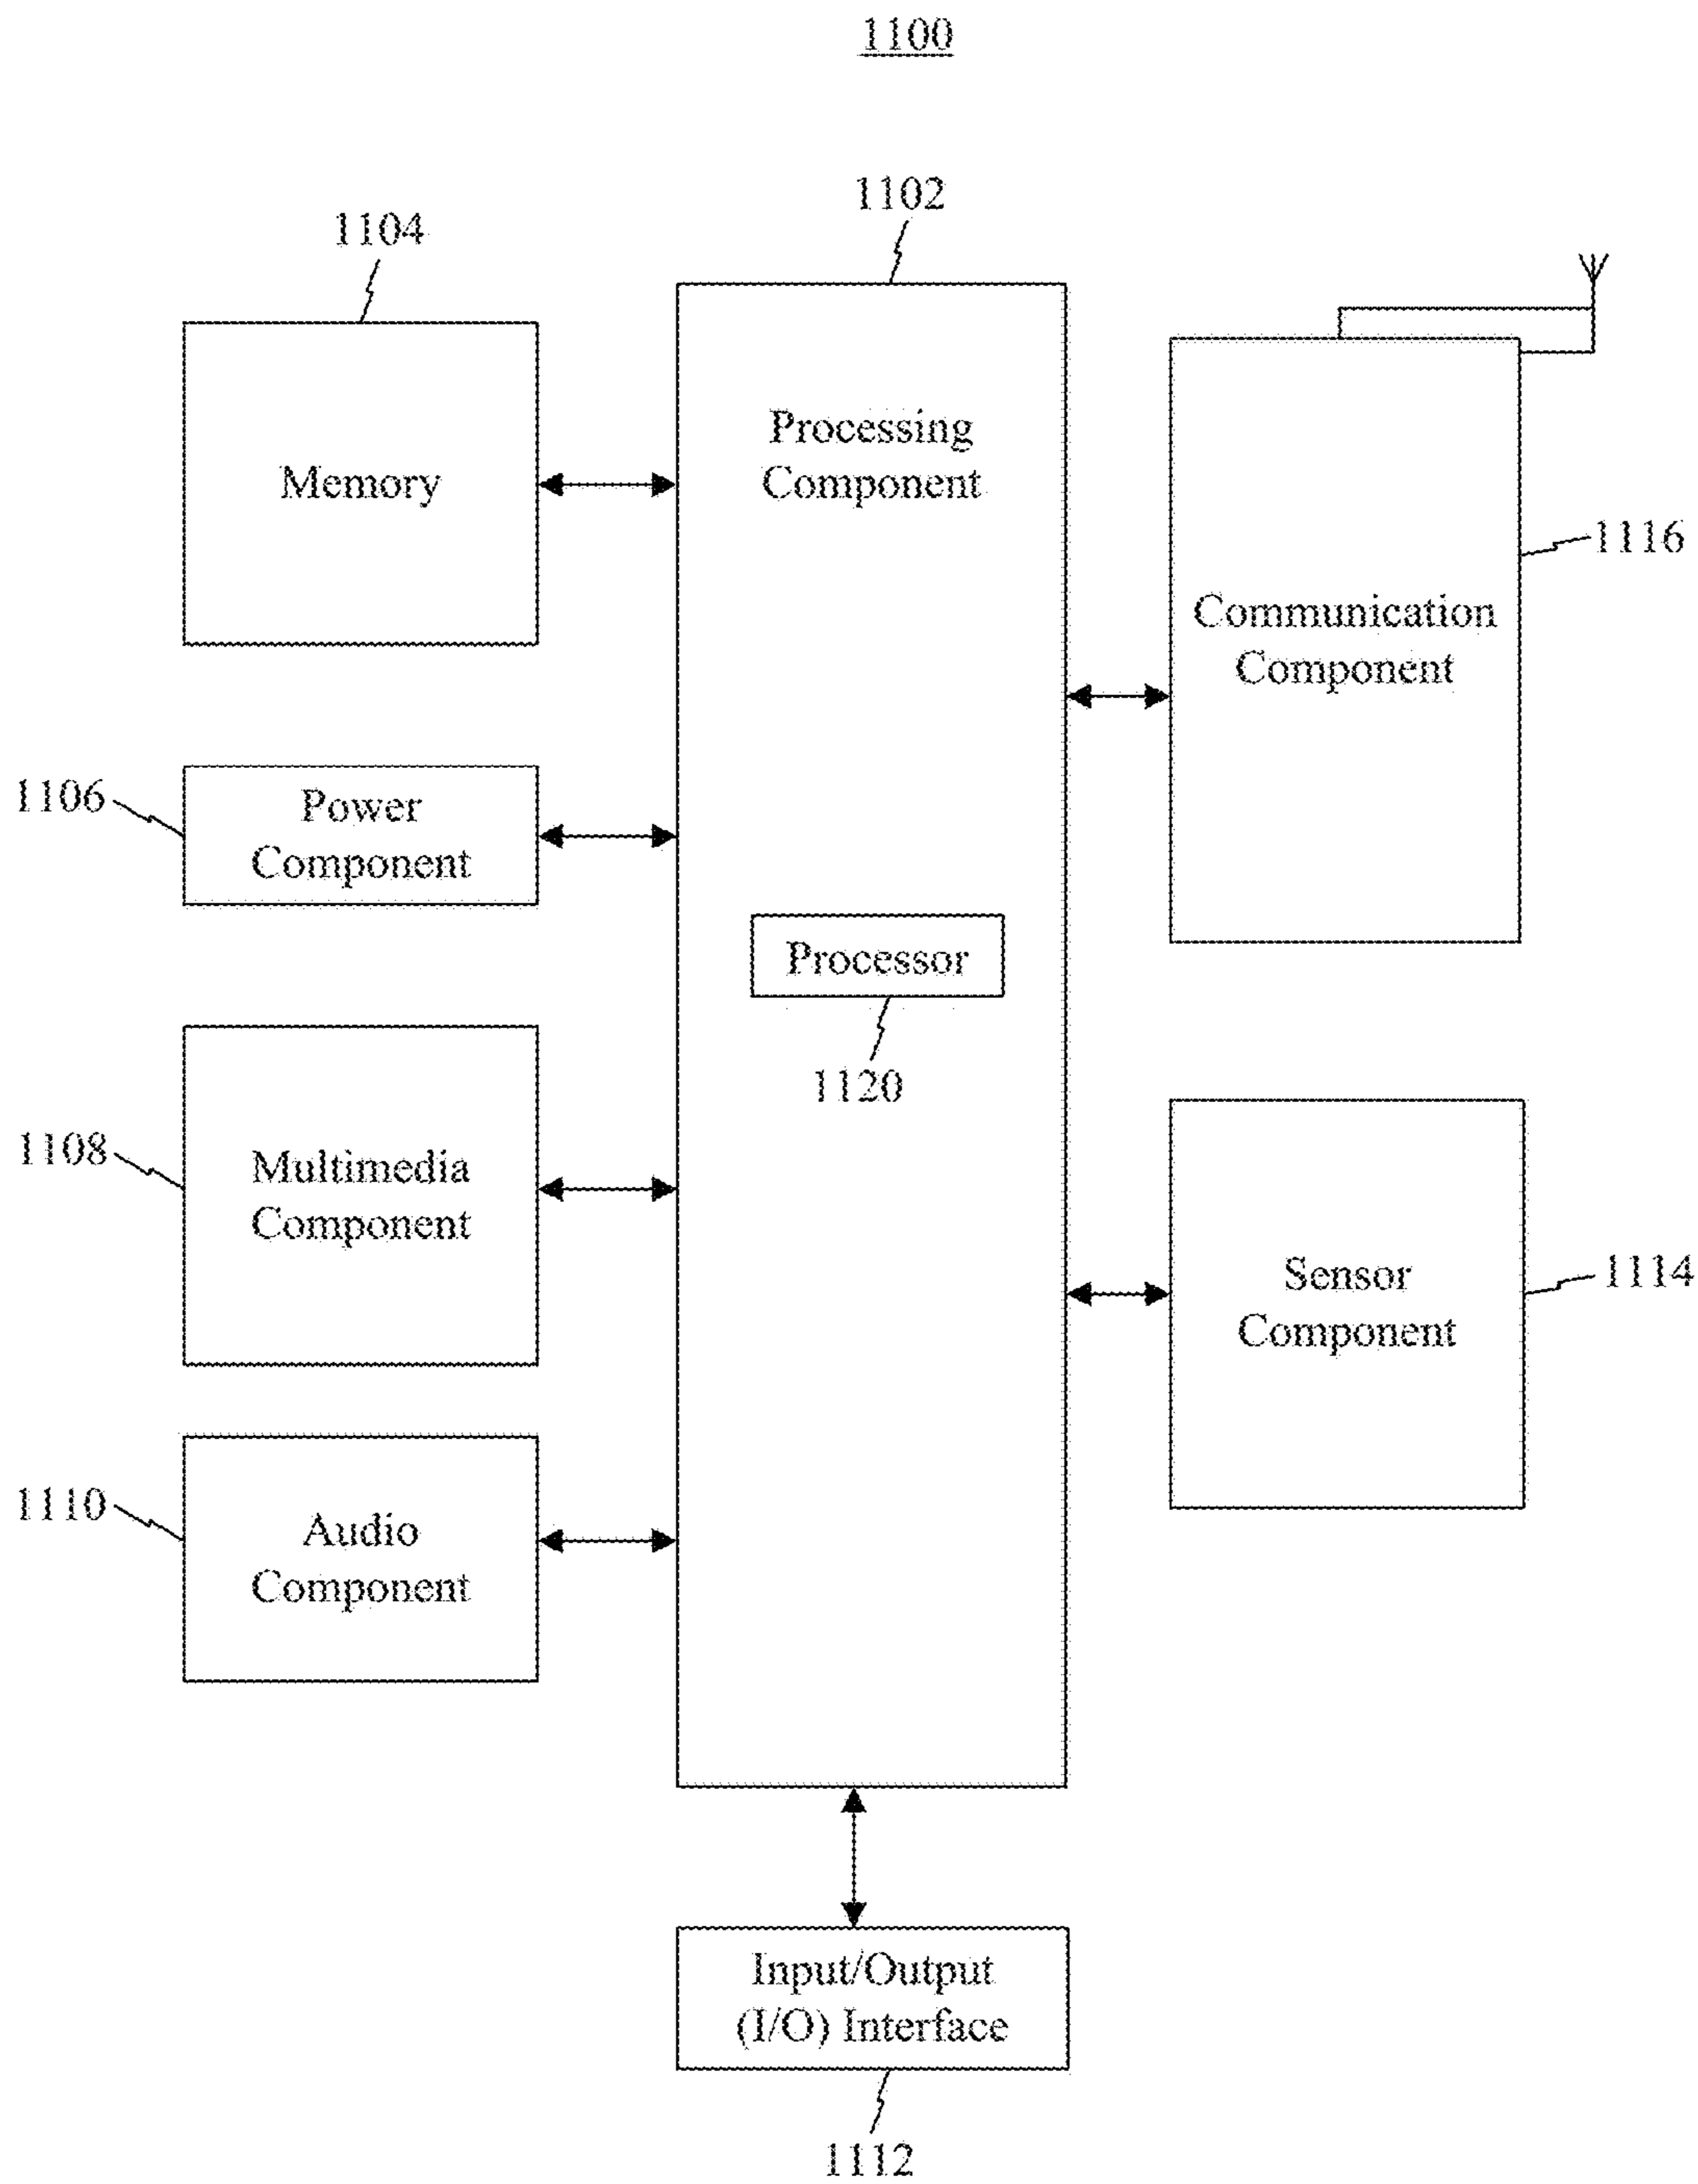 1100
1102
1104
Memory
Processing
Component
1116
Communication
Component
1106
Power
Component
Processor
1120
1108
Multimedia
Component
Sensor
Component
1114
1110
Audio
Component
Input/Output
(I/O) Interface
1112